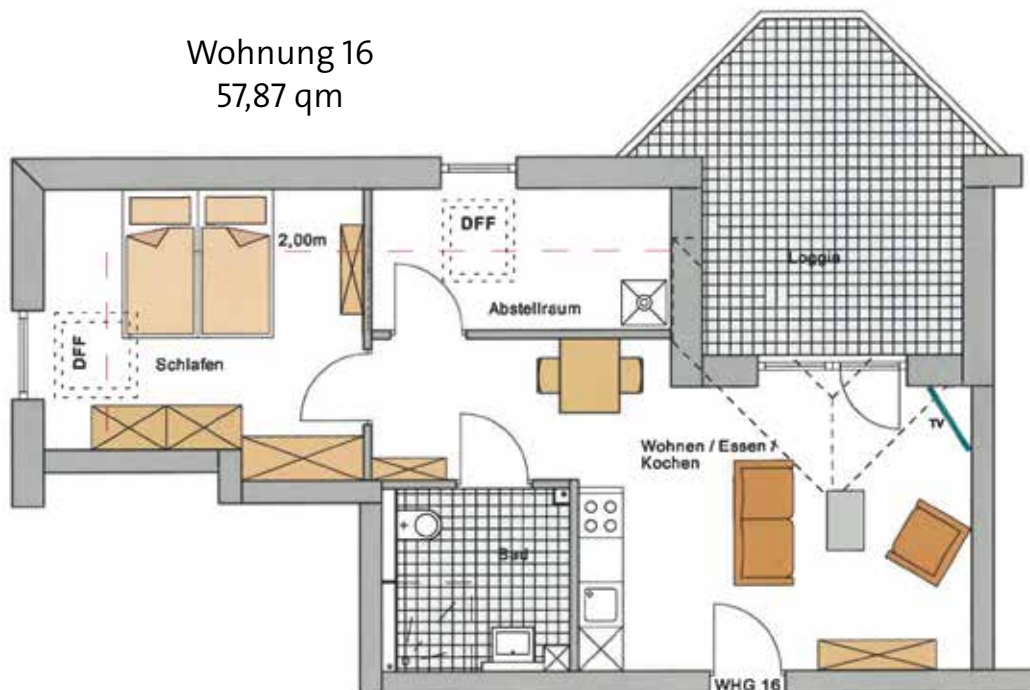 Wohnung 16
57,87 qm
DFF
2,00m
Loggia
Abstellraum
DFF
Schlafen
TV
Wohnen / Essen /
Kochen
Bad
WHG 16